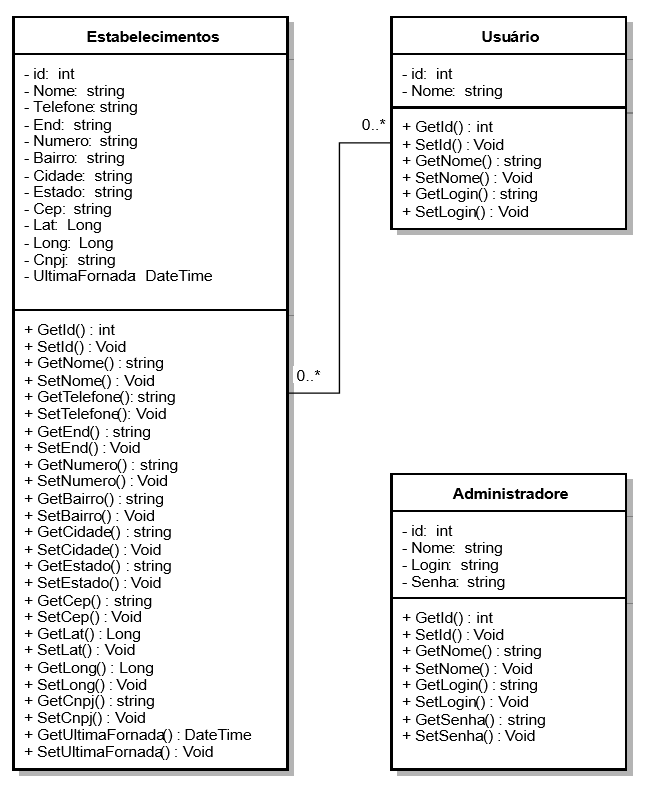 Estabelecimentos
- id:  int
- Nome:  string
- Telefone: string
- End:  string
- Numero:  string
- Bairro:  string
- Cidade:  string
- Estado:  string
- Cep:  string
- Lat:  Long
- Long:  Long
- Cnpj:  string
- UltimaFornada:  DateTime
+ GetId() : int
+ SetId() : Void
+ GetNome() : string
+ SetNome() : Void
+ GetTelefone(): string
+ SetTelefone(): Void
+ GetEnd() : string
+ SetEnd() : Void
+ GetNumero() : string
+ SetNumero() : Void
+ GetBairro() : string
+ SetBairro() : Void
+ GetCidade() : string
+ SetCidade() : Void
+ GetEstado() : string
+ SetEstado() : Void
+ GetCep() : string
+ SetCep() : Void
+ GetLat() : Long
+ SetLat() : Void
+ GetLong() : Long
+ SetLong() : Void
+ GetCnpj() : string
+ SetCnpj() : Void
+ GetUltimaFornada() : DateTime
+ SetUltimaFornada() : Void
0..*
0..*
Usuário
- id:  int
- Nome:  string
+ GetId() : int
+ SetId() : Void
+ GetNome() : string
+ SetNome() : Void
+ GetLogin() : string
+ SetLogin() : Void
Administradore
- id:  int
- Nome:  string
- Login:  string
- Senha:  string
+ GetId() : int
+ SetId() : Void
+ GetNome() : string
+ SetNome() : Void
+ GetLogin() : string
+ SetLogin() : Void
+ GetSenha() : string
+ SetSenha() : Void